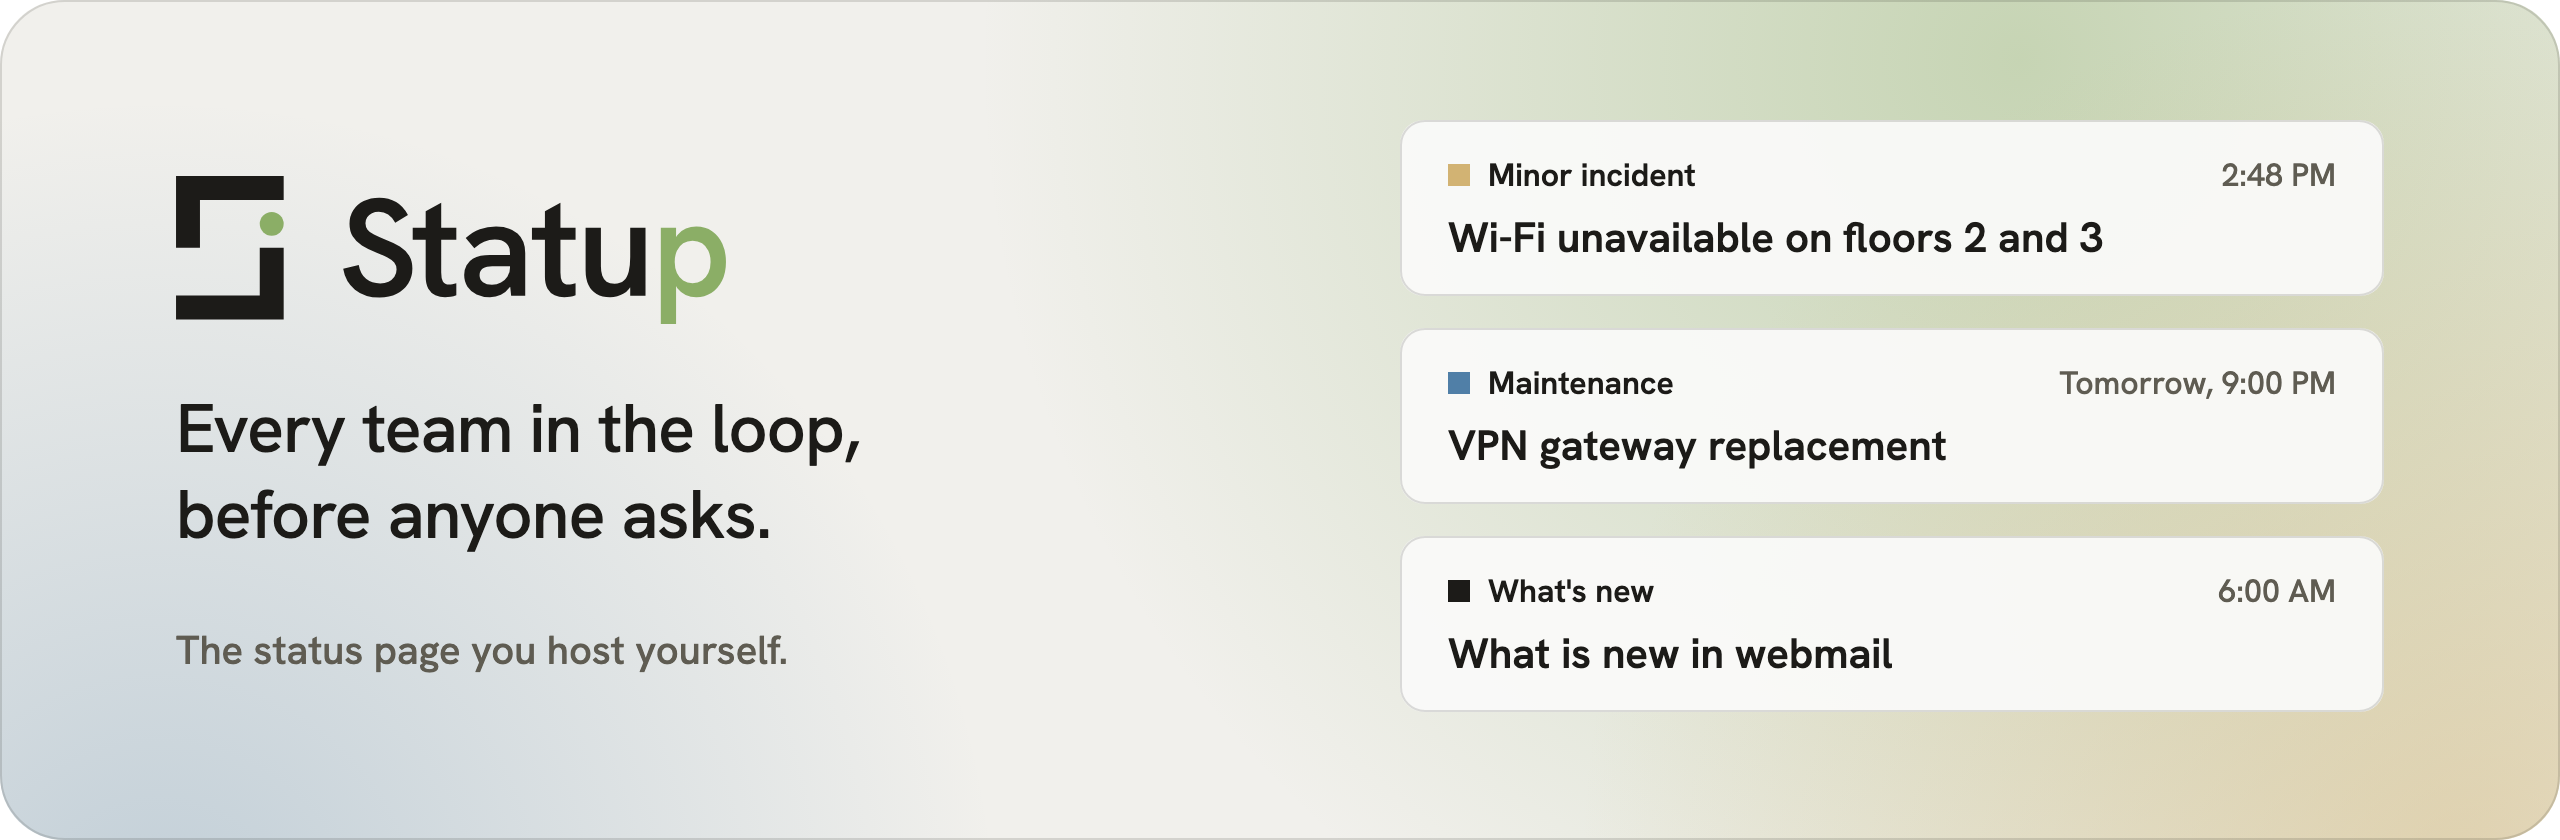 Statup
Every team in the loop,
before anyone asks.
The status page you host yourself.
Minor incident 2:48 PM
Wi-Fi unavailable on floors 2 and 3
Maintenance Tomorrow, 9:00 PM
VPN gateway replacement
What's new 6:00 AM
What is new in webmail